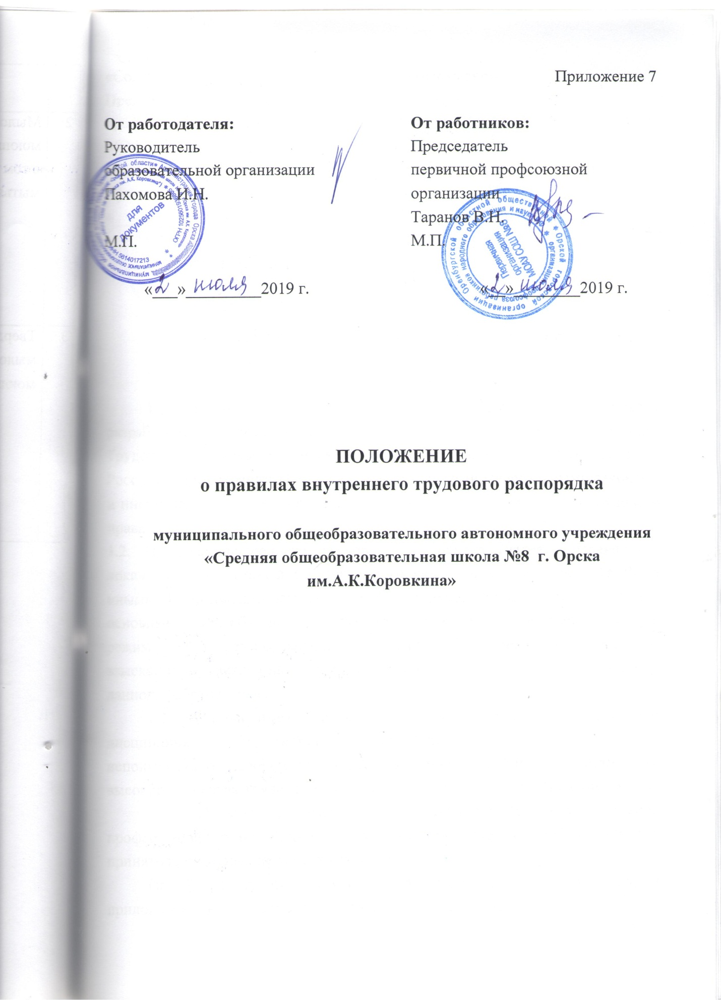 Приложение 7
От работодателя:
Руководитель
образовательной организации
Пахомова И.Н.
М.П.
«2» июля 2019 г.
От работников:
Председатель
первичной профсоюзной
организации
Таранов В.Н.
М.П.
«2» июля 2019 г.
для
документов
ИНН 5614017213
Первичная
организация
МОАУ СОШ №8
ПОЛОЖЕНИЕ
о правилах внутреннего трудового распорядка
муниципального общеобразовательного автономного учреждения
«Средняя общеобразовательная школа №8 г. Орска
им.А.К.Коровкина»